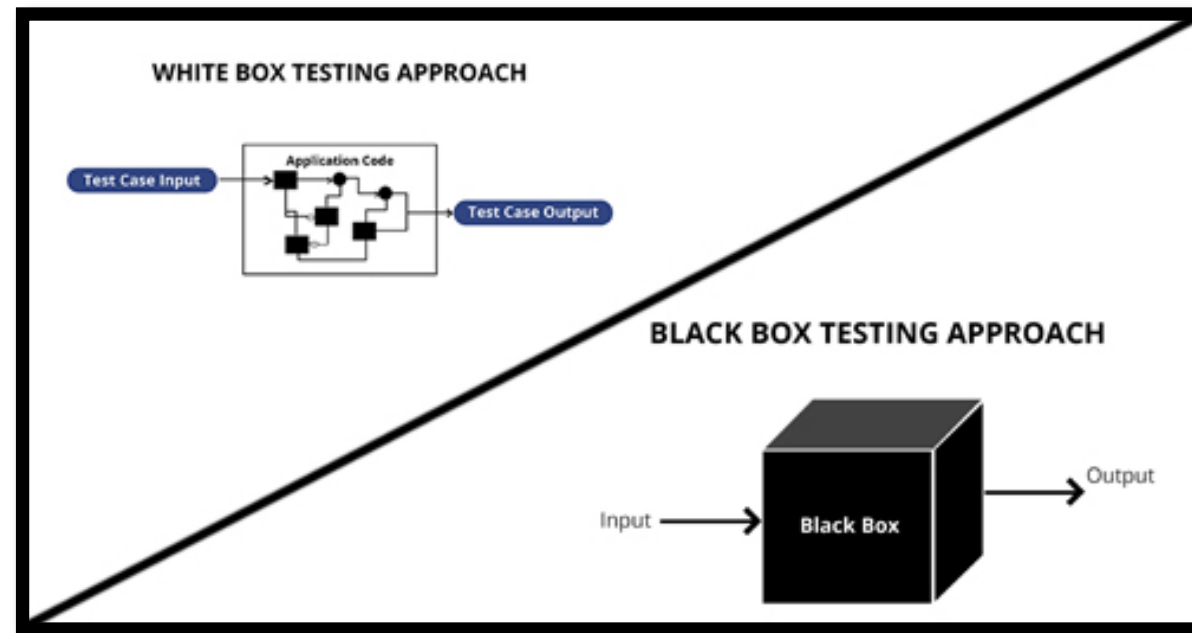 WHITE BOX TESTING APPROACH
Application Code
Test Case Input
Test Case Output
BLACK BOX TESTING APPROACH
Input
Black Box
Output